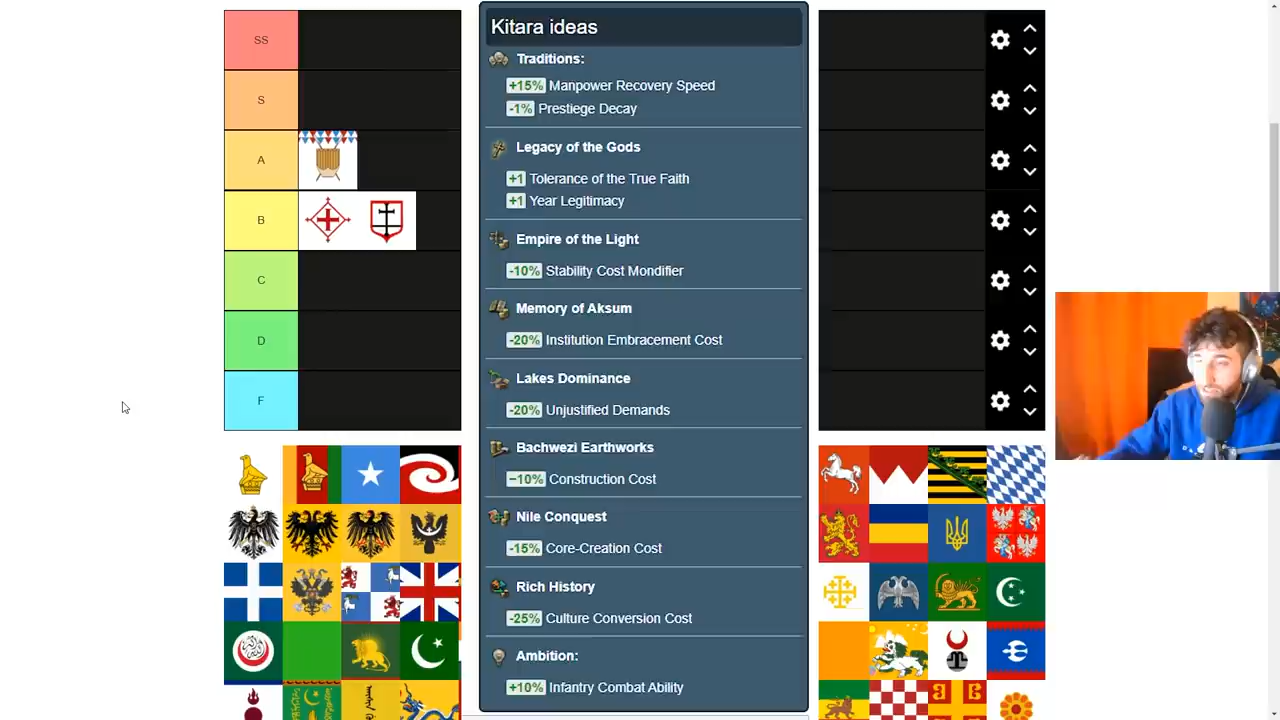 SS
S
A
B
C
D
F
Kitara ideas
Traditions:
+15% Manpower Recovery Speed
-1% Prestiege Decay
Legacy of the Gods
+1 Tolerance of the True Faith
+1 Year Legitimacy
Empire of the Light
-10% Stability Cost Mondifier
Memory of Aksum
-20% Institution Embracement Cost
Lakes Dominance
-20% Unjustified Demands
Bachwezi Earthworks
−10% Construction Cost
Nile Conquest
-15% Core-Creation Cost
Rich History
-25% Culture Conversion Cost
Ambition:
+10% Infantry Combat Ability